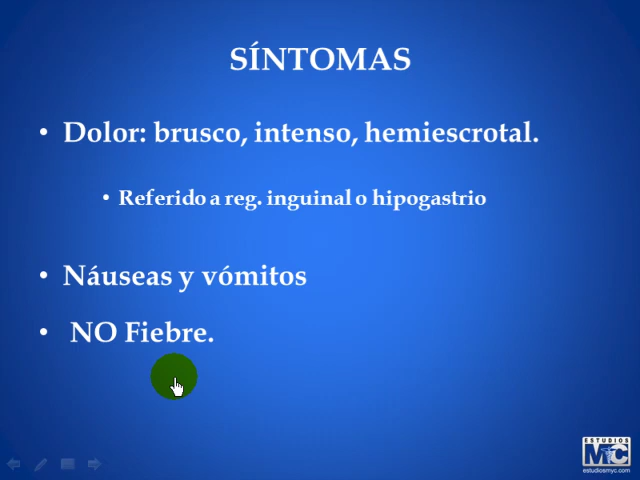 SÍNTOMAS
• Dolor: brusco, intenso, hemiescrotal.
• Referido a reg. inguinal o hipogastrio
• Náuseas y vómitos
• NO Fiebre.
ESTUDIOS
MyC
estudiosmyc.com